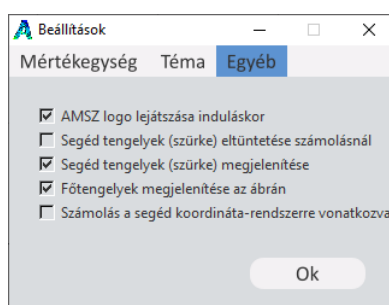 Beállítások
Mértékegység Téma Egyéb
AMSZ logo lejátszása induláskor
Segéd tengelyek (szürke) eltüntetése számolásnál
Segéd tengelyek (szürke) megjelenítése
Főtengelyek megjelenítése az ábrán
Számolás a segéd koordináta-rendszerre vonatkozva
Ok